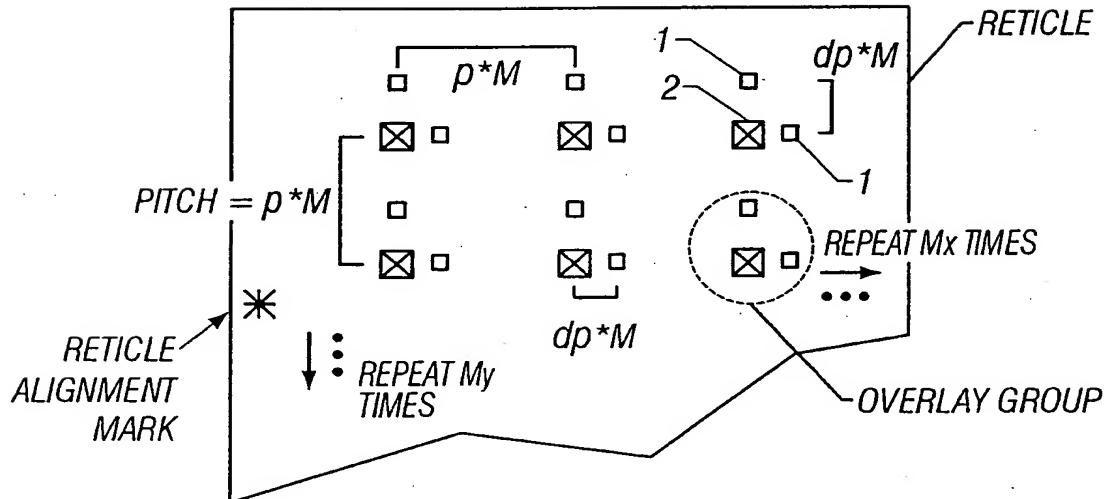 RETICLE
1
dp*M
p*M
2
1
PITCH = p*M
REPEAT Mx TIMES
dp*M
RETICLE
ALIGNMENT
MARK
REPEAT My
TIMES
OVERLAY GROUP